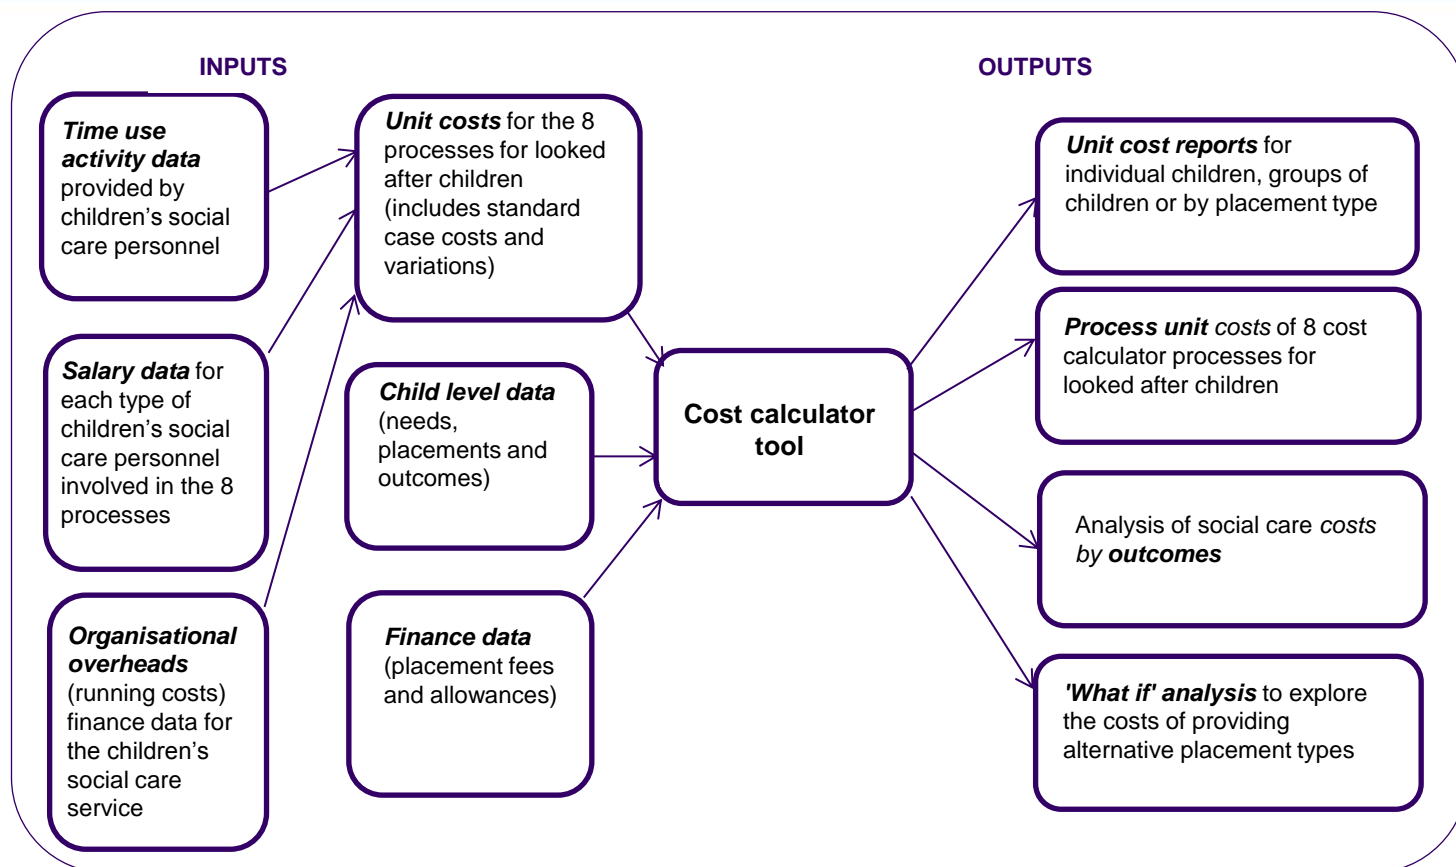 INPUTS
OUTPUTS
Time use
activity data
provided by
children’s social
care personnel
Salary data for
each type of
children’s social
care personnel
involved in the 8
processes
Organisational
overheads
(running costs)
finance data for
the children’s
social care
service
Unit costs for the 8
processes for looked
after children
(includes standard
case costs and
variations)
Child level data
(needs,
placements and
outcomes)
Finance data
(placement fees
and allowances)
Cost calculator
tool
Unit cost reports for
individual children, groups of
children or by placement type
Process unit costs of 8 cost
calculator processes for
looked after children
Analysis of social care costs
by outcomes
'What if' analysis to explore
the costs of providing
alternative placement types